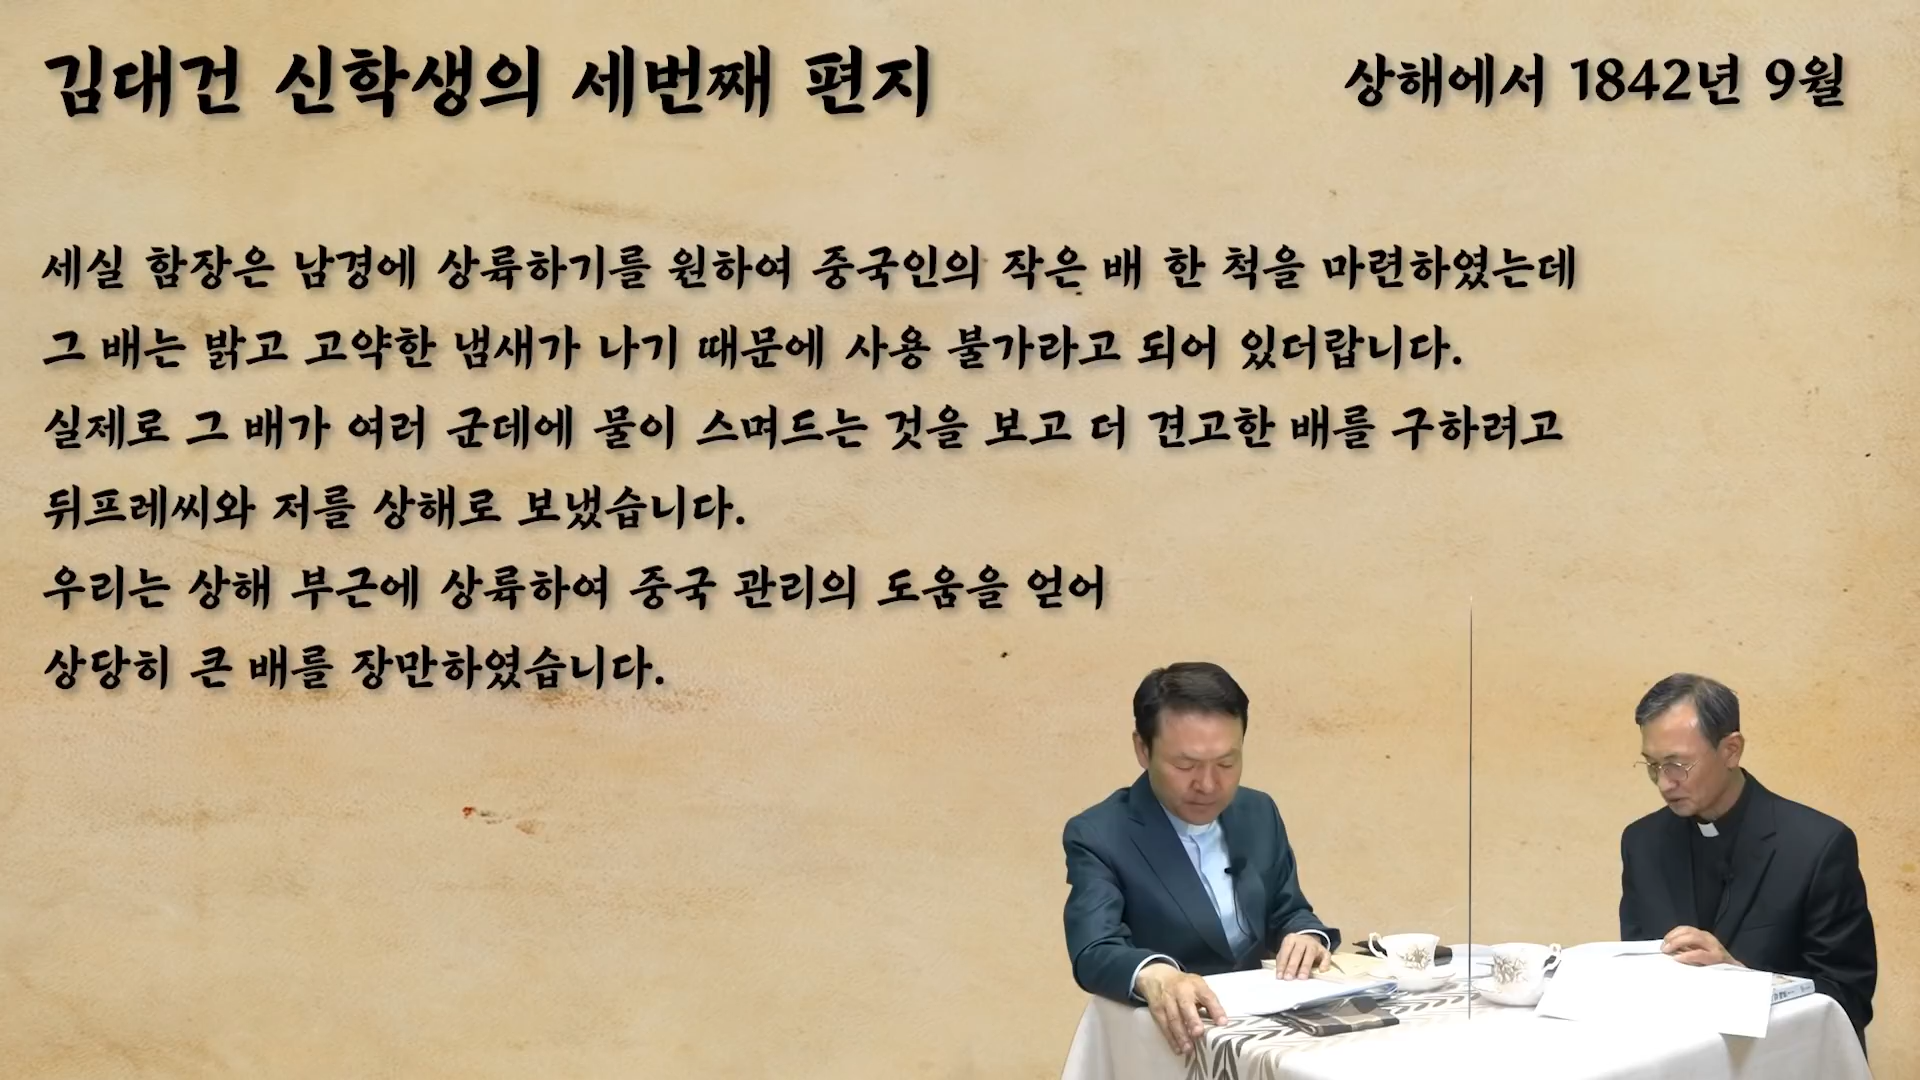 김대건 신학생의 세번째 편지
상해에서 1842년 9월
세실 함장은 남경에 상륙하기를 원하여 중국인의 작은 배 한 척을 마련하였는데
그 배는 밝고 고약한 냄새가 나기 때문에 사용 불가라고 되어 있더랍니다.
실제로 그 배가 여러 군데에 물이 스며드는 것을 보고 더 견고한 배를 구하려고
뒤프레씨와 저를 상해로 보냈습니다.
우리는 상해 부근에 상륙하여 중국 관리의 도움을 얻어
상당히 큰 배를 장만하였습니다.